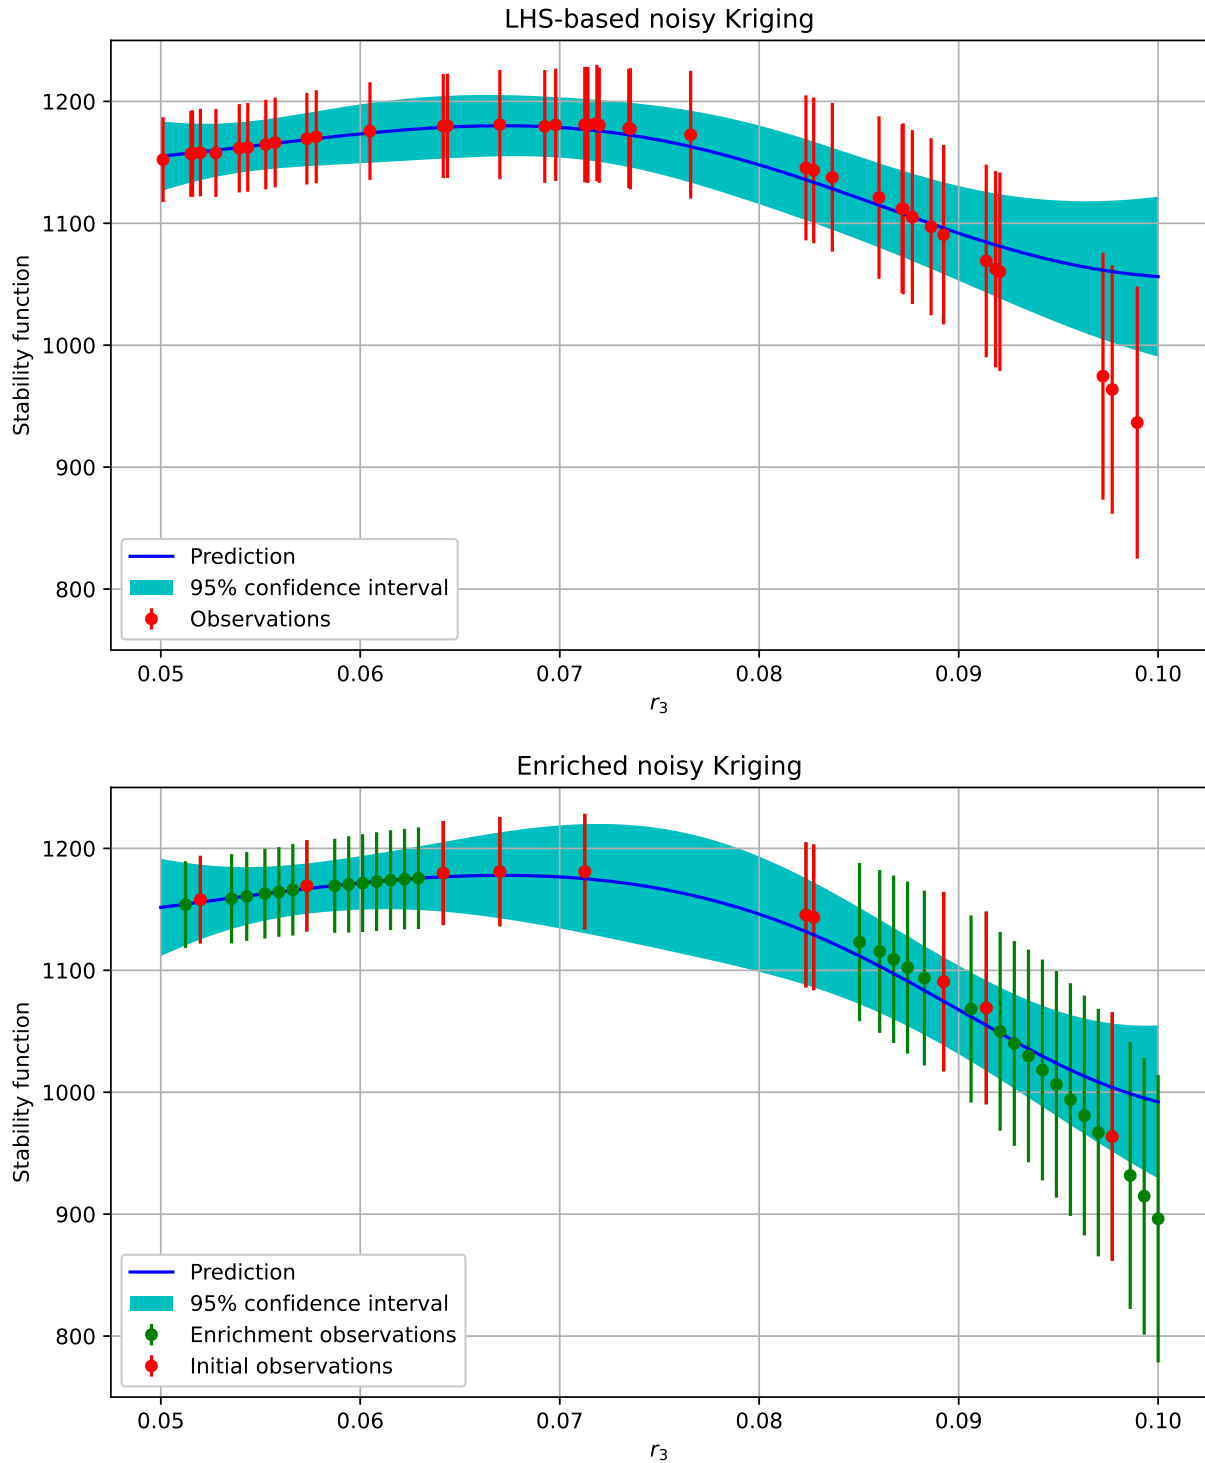 LHS-based noisy Kriging
Stability function
1200
1100
1000
900
800
Prediction
95% confidence interval
Observations
0.05 0.06 0.07 0.08 0.09 0.10
r₃
Enriched noisy Kriging
Stability function
1200
1100
1000
900
800
Prediction
95% confidence interval
Enrichment observations
Initial observations
0.05 0.06 0.07 0.08 0.09 0.10
r₃